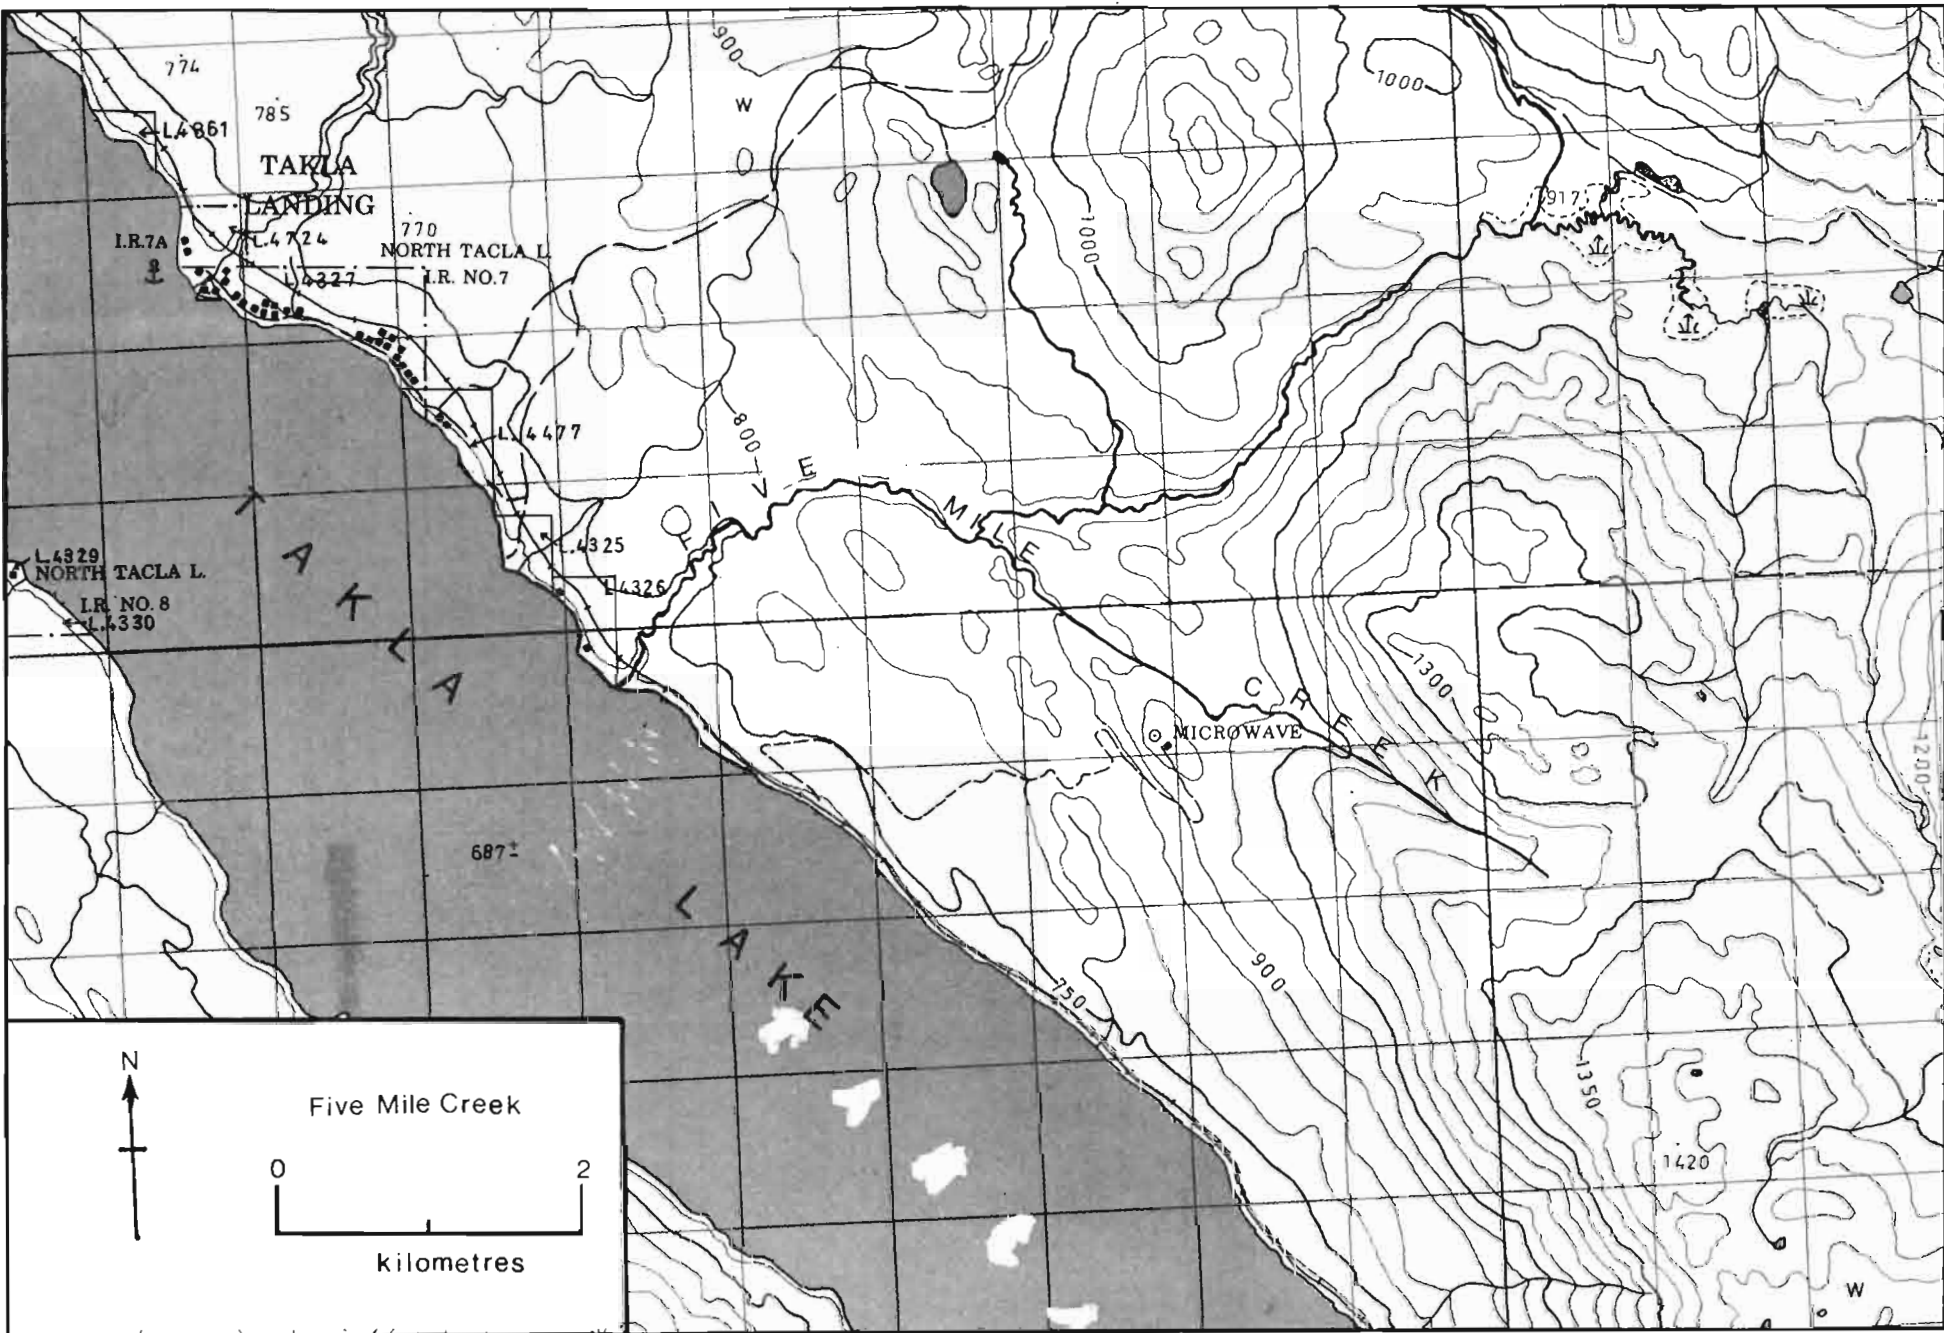 900
774
W
1000
785
L.4861
TAKLA
LANDING
917
I.R.7A
L.4724
770
NORTH TACLA L.
I.R. NO.7
L.4327
1000
800
L.4477
FIVE MILE CREEK
L.4325
L4326
L.4329
NORTH TACLA L.
I.R. NO. 8
L.4330
TAKLA LAKE
1300
MICROWAVE
1200
687±
900
750
1350
1420
W
N
Five Mile Creek
0 2
kilometres